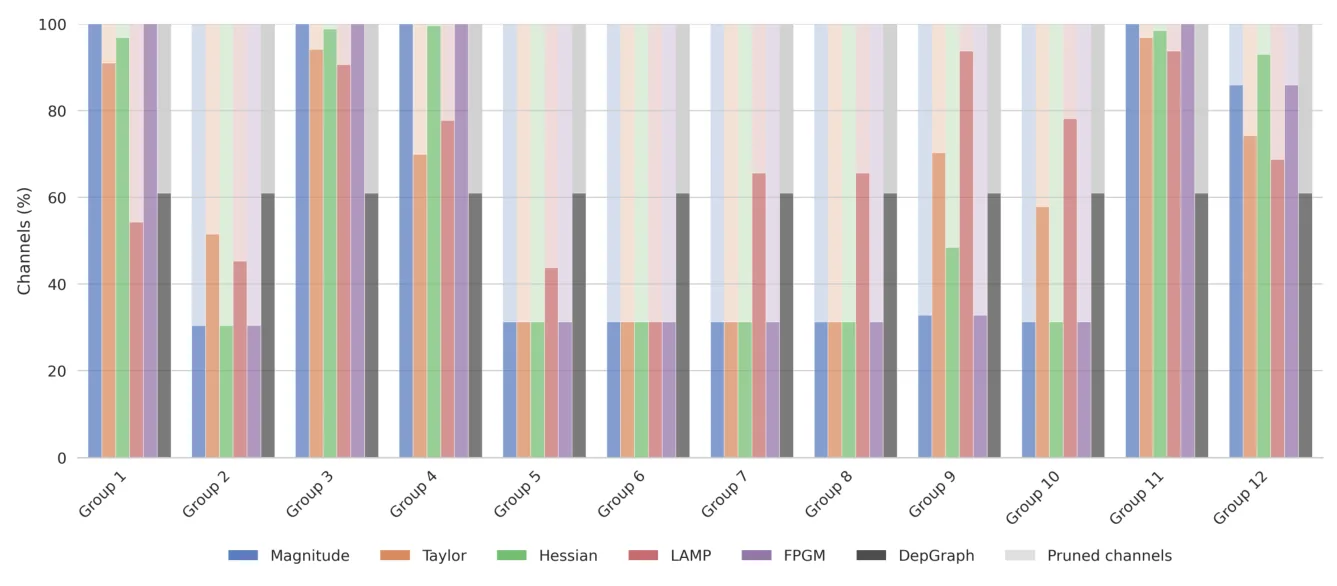 100
80
60
40
20
0
Channels (%)
Group 1
Group 2
Group 3
Group 4
Group 5
Group 6
Group 7
Group 8
Group 9
Group 10
Group 11
Group 12
Magnitude Taylor Hessian LAMP FPGM DepGraph Pruned channels